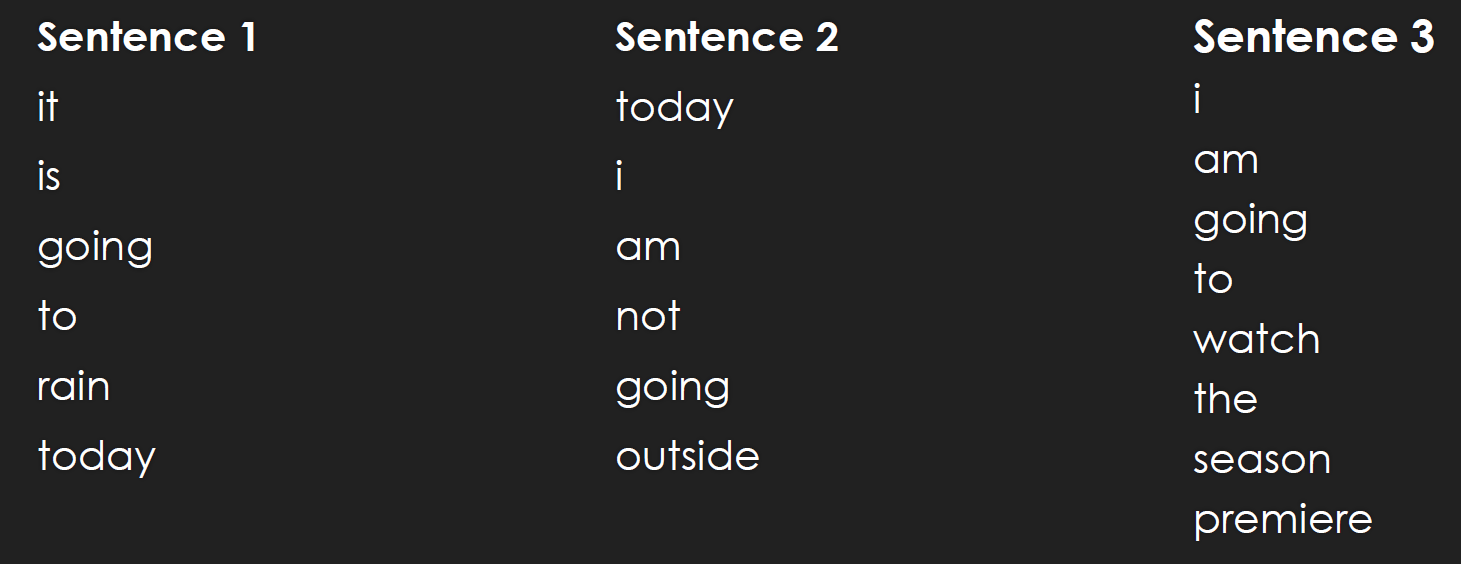 Sentence 1
it
is
going
to
rain
today
Sentence 2
today
i
am
not
going
outside
Sentence 3
i
am
going
to
watch
the
season
premiere